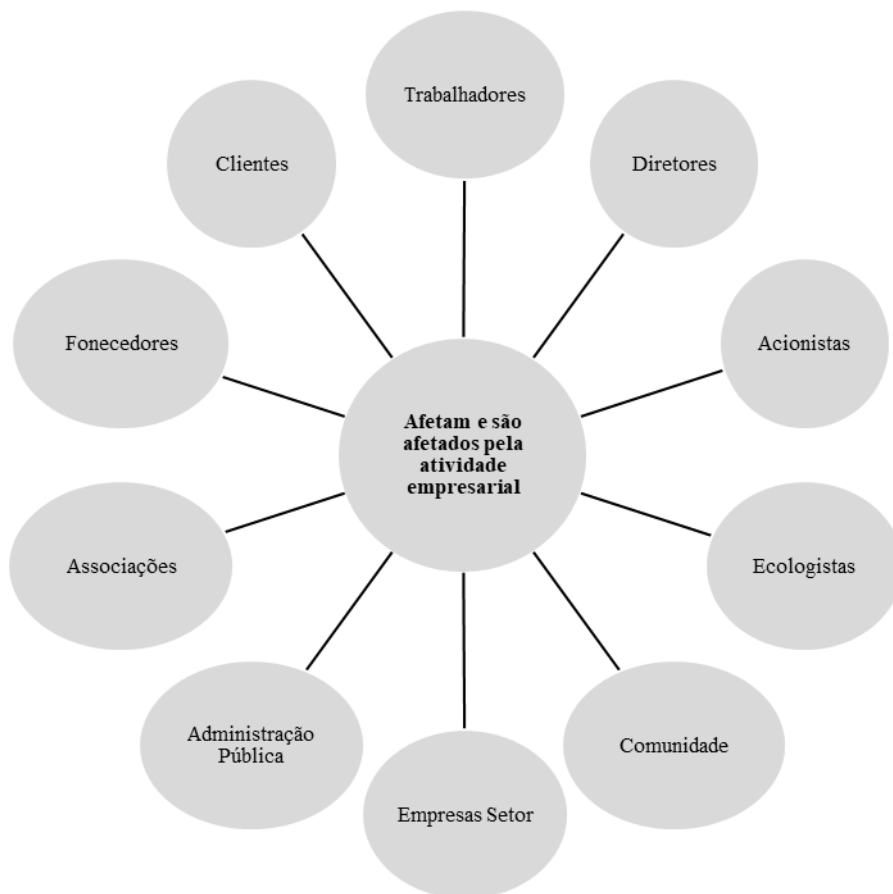 Trabalhadores
Clientes
Diretores
Fonecedores
Acionistas
Afetam e são
afetados pela
atividade
empresarial
Associações
Ecologistas
Administração
Pública
Comunidade
Empresas Setor